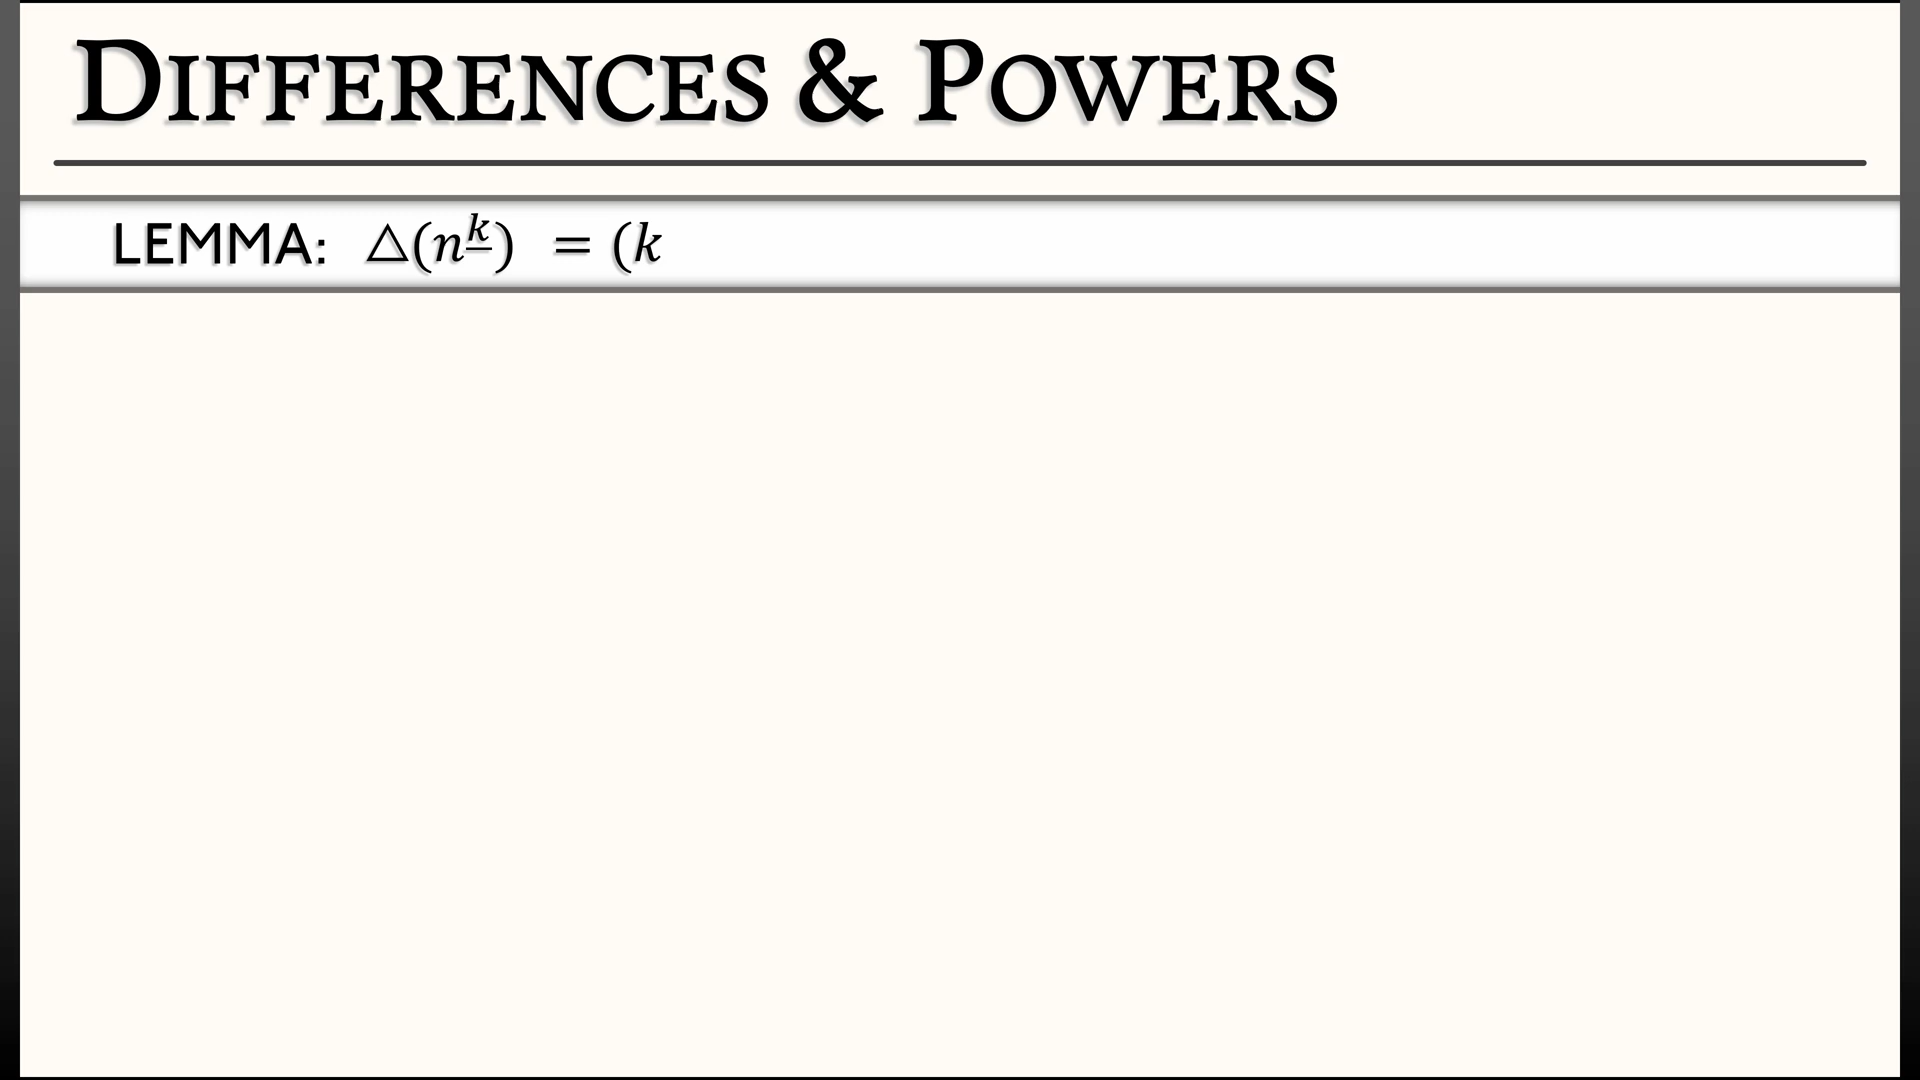 DIFFERENCES & POWERS
LEMMA: △(n^k̲) = (k